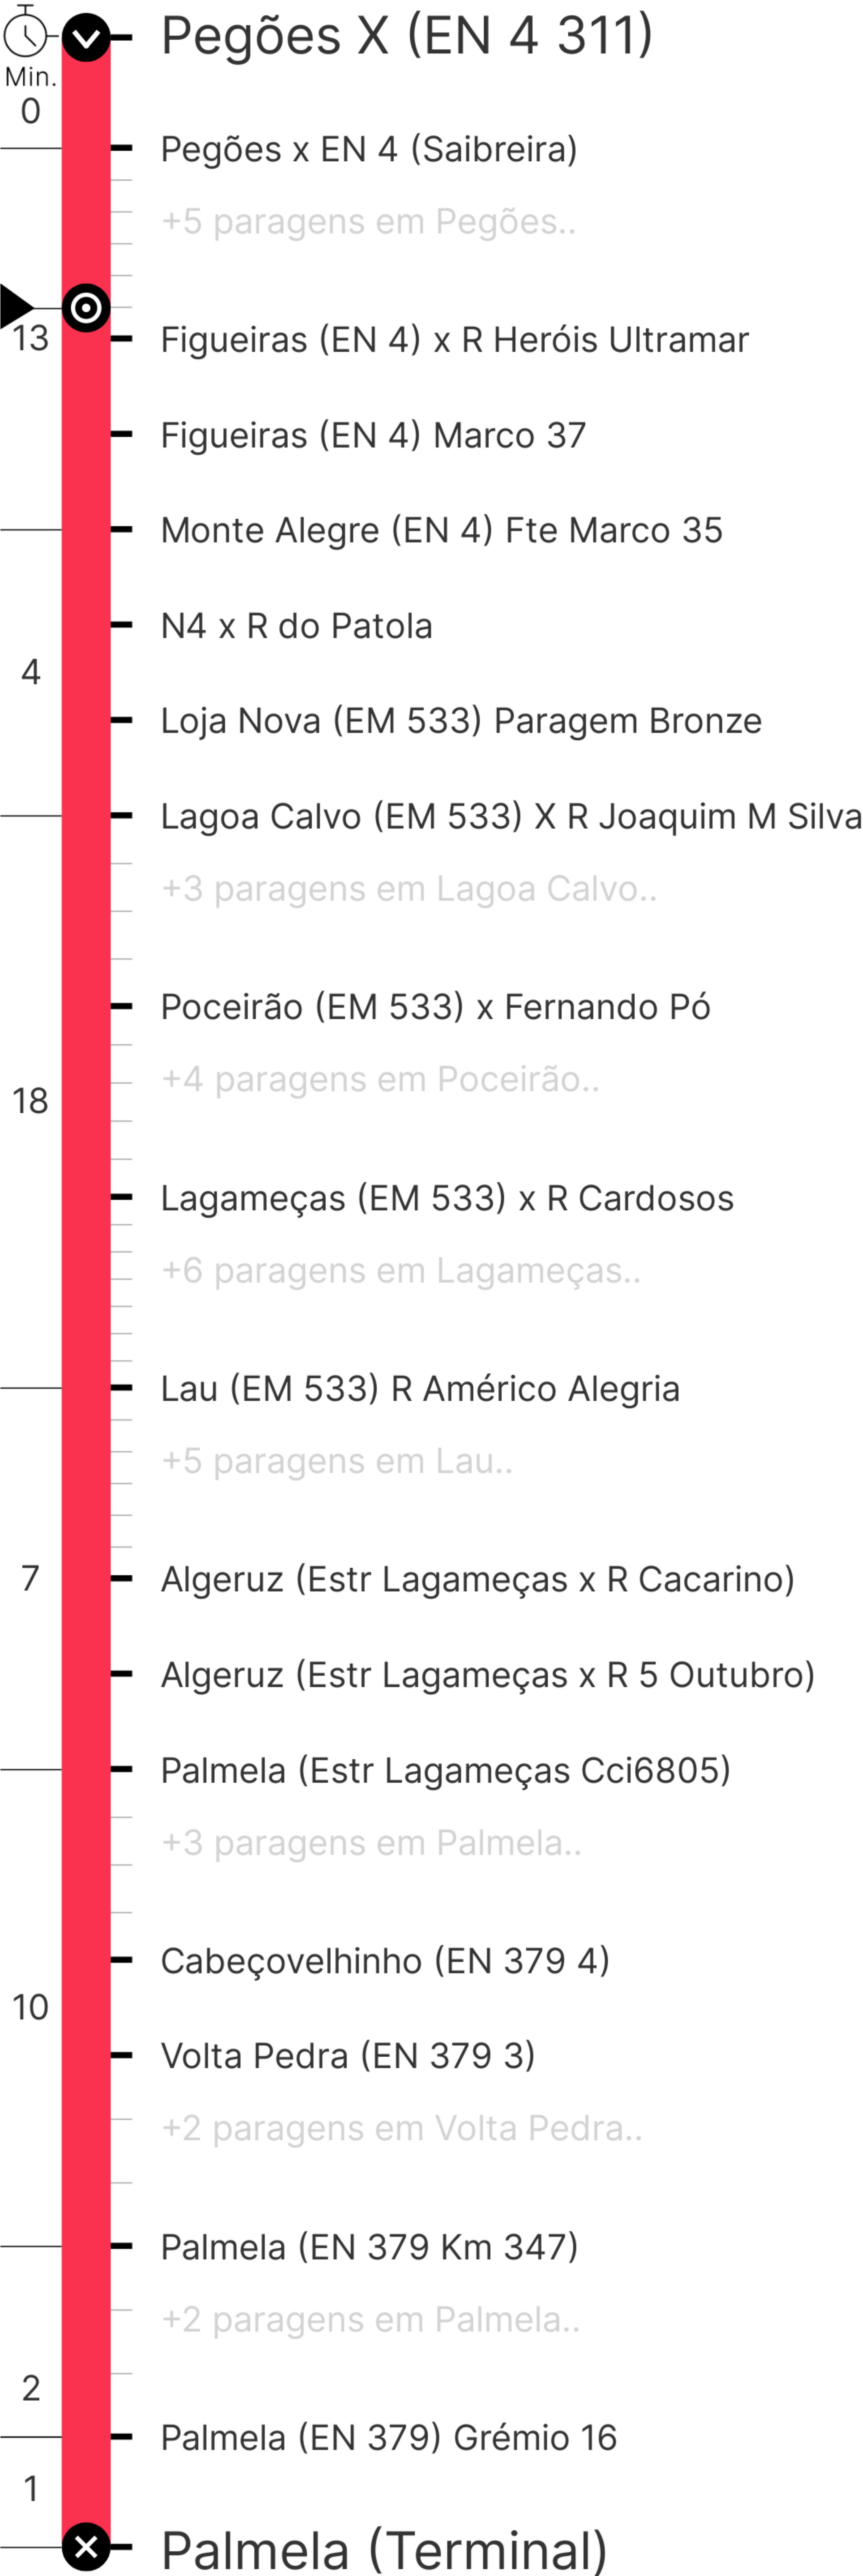 Pegões X (EN 4 311)
Min.
0
Pegões x EN 4 (Saibreira)
+5 paragens em Pegões..
13
Figueiras (EN 4) x R Heróis Ultramar
Figueiras (EN 4) Marco 37
Monte Alegre (EN 4) Fte Marco 35
N4 x R do Patola
4
Loja Nova (EM 533) Paragem Bronze
Lagoa Calvo (EM 533) X R Joaquim M Silva
+3 paragens em Lagoa Calvo..
Poceirão (EM 533) x Fernando Pó
+4 paragens em Poceirão..
18
Lagameças (EM 533) x R Cardosos
+6 paragens em Lagameças..
Lau (EM 533) R Américo Alegria
+5 paragens em Lau..
7
Algeruz (Estr Lagameças x R Cacarino)
Algeruz (Estr Lagameças x R 5 Outubro)
Palmela (Estr Lagameças Cci6805)
+3 paragens em Palmela..
Cabeçovelhinho (EN 379 4)
10
Volta Pedra (EN 379 3)
+2 paragens em Volta Pedra..
Palmela (EN 379 Km 347)
+2 paragens em Palmela..
2
Palmela (EN 379) Grémio 16
1
Palmela (Terminal)